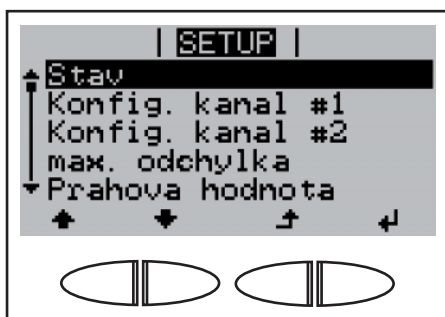 | SETUP |
Stav
Konfig. kanal #1
Konfig. kanal #2
max. odchylka
Prahova hodnota